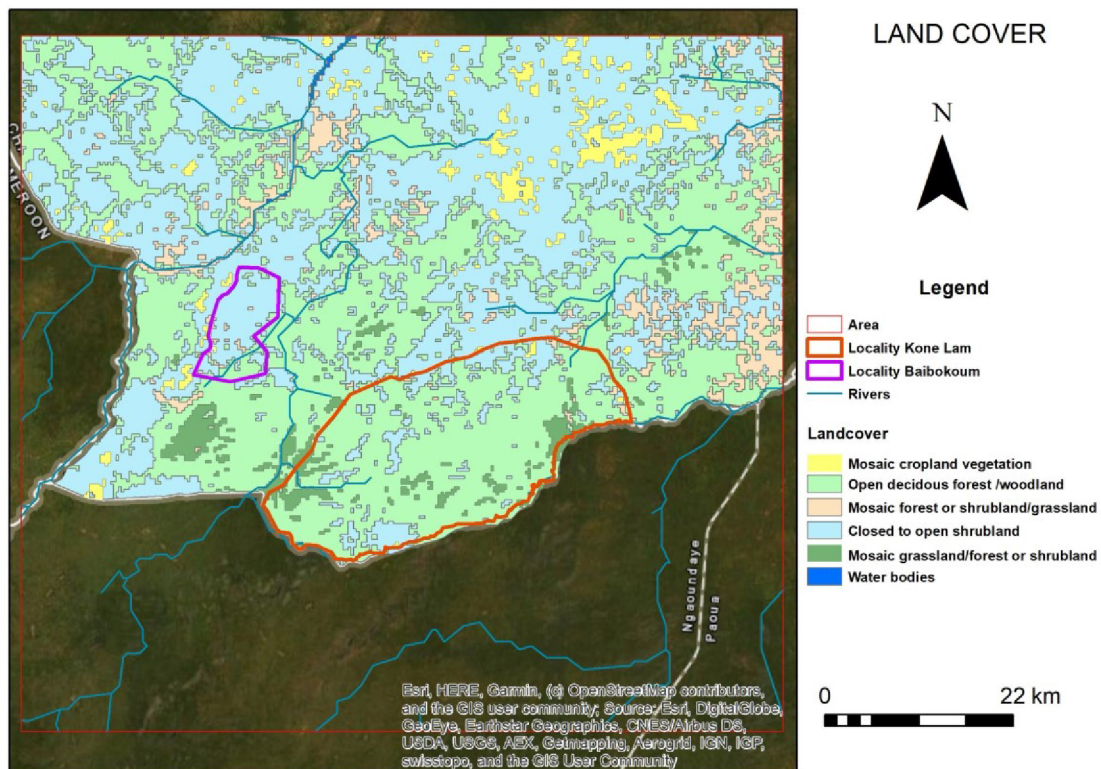 LAND COVER
N
CH
MEROON
Legend
Area
Locality Kone Lam
Locality Baibokoum
Rivers
Landcover
Mosaic cropland vegetation
Open decidous forest /woodland
Mosaic forest or shrubland/grassland
Closed to open shrubland
Mosaic grassland/forest or shrubland
Water bodies
Ngaoundaye
Paoua
0 22 km
Esri, HERE, Garmin, (c) OpenStreetMap contributors,
and the GIS user community; Source: Esri, DigitalGlobe,
GeoEye, Earthstar Geographics, CNES/Airbus DS,
USDA, USGS, AEX, Getmapping, Aerogrid, IGN, IGP,
swisstopo, and the GIS User Community